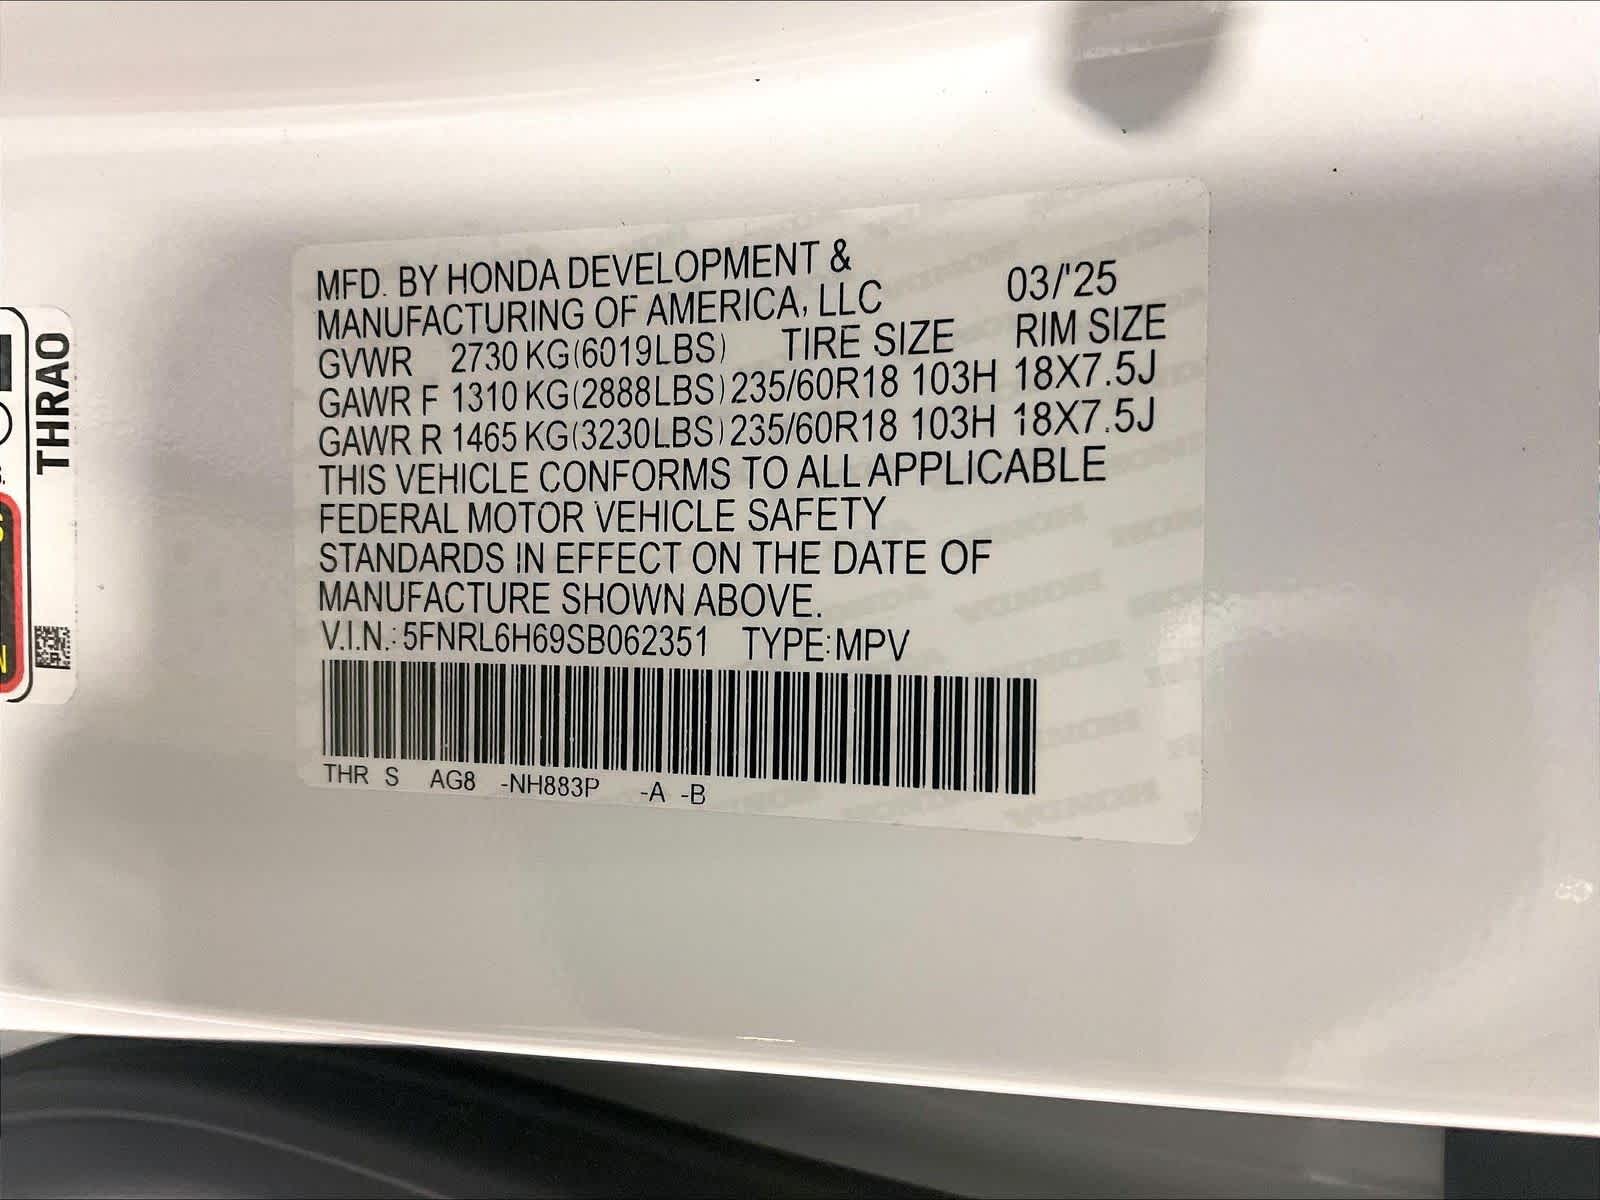 MFD. BY HONDA DEVELOPMENT &
MANUFACTURING OF AMERICA, LLC 03/'25
GVWR 2730 KG(6019LBS) TIRE SIZE RIM SIZE
GAWR F 1310 KG(2888LBS) 235/60R18 103H 18X7.5J
GAWR R 1465 KG(3230LBS) 235/60R18 103H 18X7.5J
THIS VEHICLE CONFORMS TO ALL APPLICABLE
FEDERAL MOTOR VEHICLE SAFETY
STANDARDS IN EFFECT ON THE DATE OF
MANUFACTURE SHOWN ABOVE.
V.I.N.: 5FNRL6H69SB062351 TYPE: MPV
THR S AG8 -NH883P -A -B
THRAO